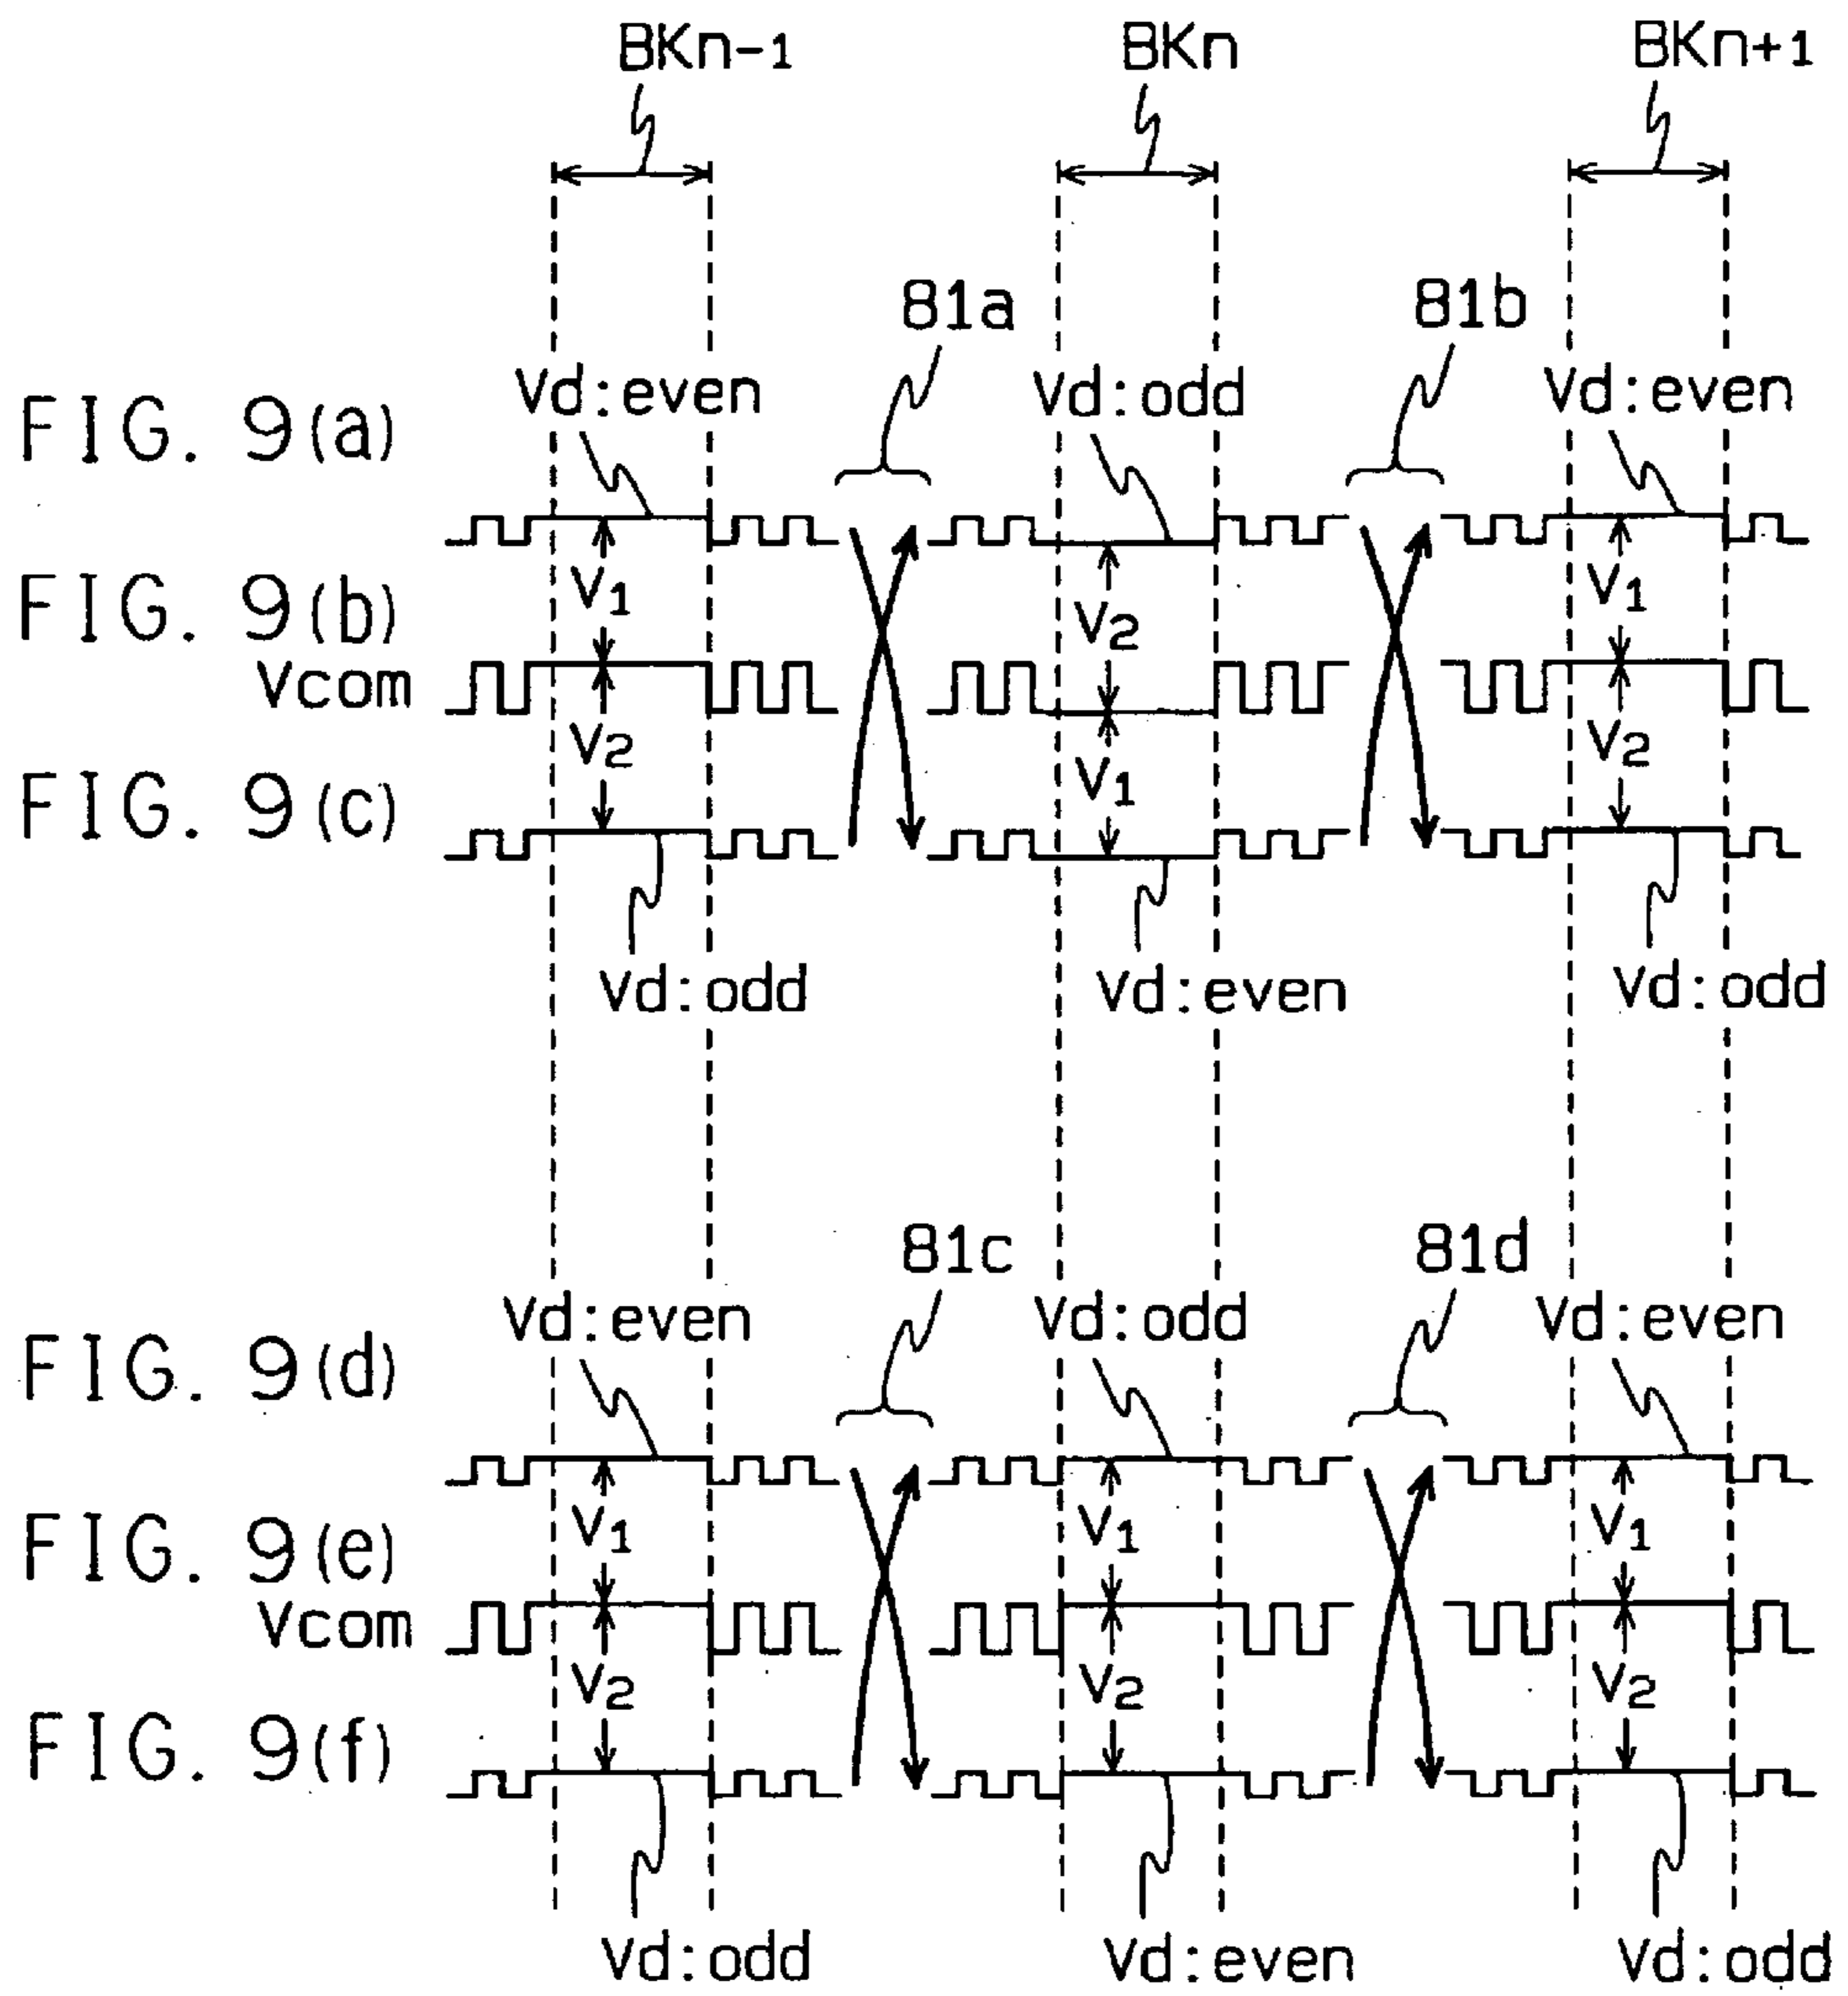 BKn-1 BKn BKn+1
81a 81b
Vd:even Vd:odd Vd:even
FIG. 9(a)
V1 V2 V1
FIG. 9(b)
Vcom
V2 V1 V2
FIG. 9(c)
Vd:odd Vd:even Vd:odd
81c 81d
Vd:even Vd:odd Vd:even
FIG. 9(d)
V1 V1 V1
FIG. 9(e)
Vcom
V2 V2 V2
FIG. 9(f)
Vd:odd Vd:even Vd:odd